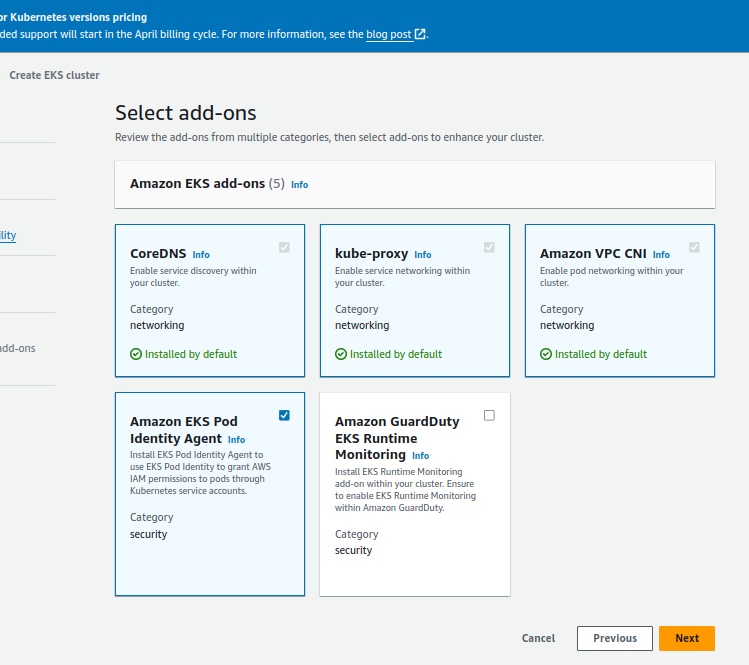 or Kubernetes versions pricing
ded support will start in the April billing cycle. For more information, see the blog post.
Create EKS cluster
Select add-ons
Review the add-ons from multiple categories, then select add-ons to enhance your cluster.
Amazon EKS add-ons (5) Info
ility
add-ons
CoreDNS Info
Enable service discovery within
your cluster.
Category
networking
Installed by default
kube-proxy Info
Enable service networking within
your cluster.
Category
networking
Installed by default
Amazon VPC CNI Info
Enable pod networking within your
cluster.
Category
networking
Installed by default
Amazon EKS Pod
Identity Agent Info
Install EKS Pod Identity Agent to
use EKS Pod Identity to grant AWS
IAM permissions to pods through
Kubernetes service accounts.
Category
security
Amazon GuardDuty
EKS Runtime
Monitoring Info
Install EKS Runtime Monitoring
add-on within your cluster. Ensure
to enable EKS Runtime Monitoring
within Amazon GuardDuty.
Category
security
Cancel
Previous
Next